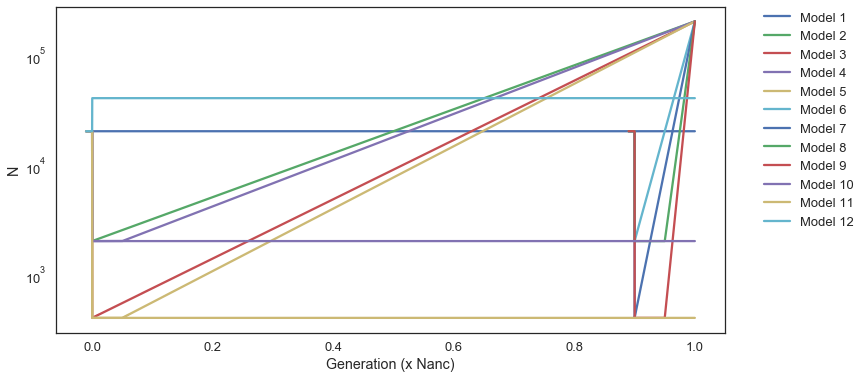 10^5
10^4
10^3
N
0.0 0.2 0.4 0.6 0.8 1.0
Generation (x Nanc)
Model 1
Model 2
Model 3
Model 4
Model 5
Model 6
Model 7
Model 8
Model 9
Model 10
Model 11
Model 12